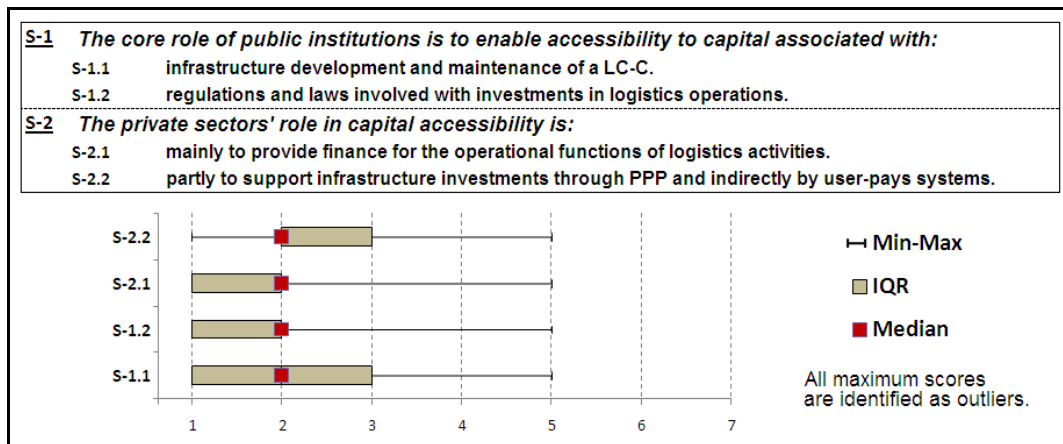 S-1 The core role of public institutions is to enable accessibility to capital associated with:
S-1.1 infrastructure development and maintenance of a LC-C.
S-1.2 regulations and laws involved with investments in logistics operations.
S-2 The private sectors' role in capital accessibility is:
S-2.1 mainly to provide finance for the operational functions of logistics activities.
S-2.2 partly to support infrastructure investments through PPP and indirectly by user-pays systems.
S-2.2
S-2.1
S-1.2
S-1.1
1 2 3 4 5 6 7
Min-Max
IQR
Median
All maximum scores
are identified as outliers.